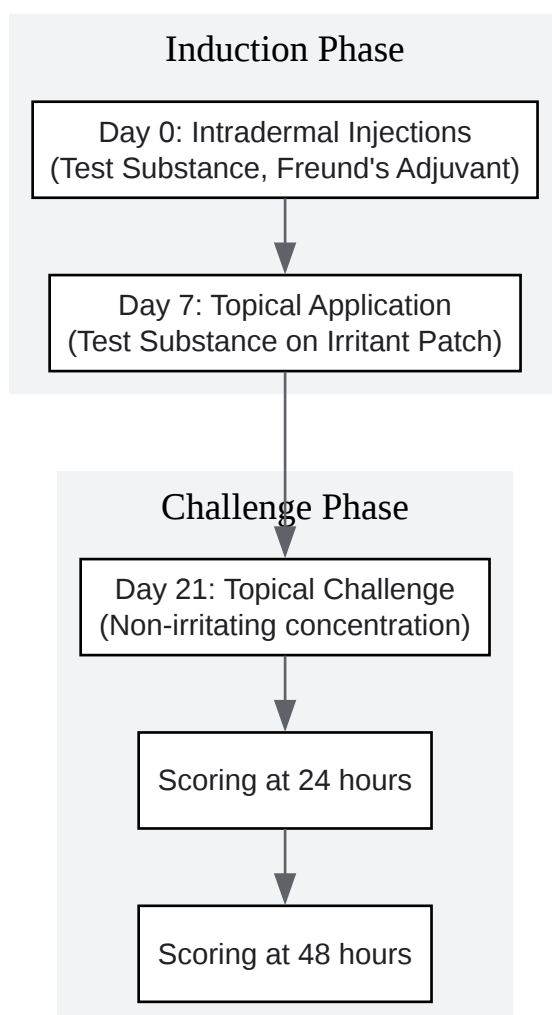 Induction Phase
Day 0: Intradermal Injections
(Test Substance, Freund's Adjuvant)
Day 7: Topical Application
(Test Substance on Irritant Patch)
Challenge Phase
Day 21: Topical Challenge
(Non-irritating concentration)
Scoring at 24 hours
Scoring at 48 hours